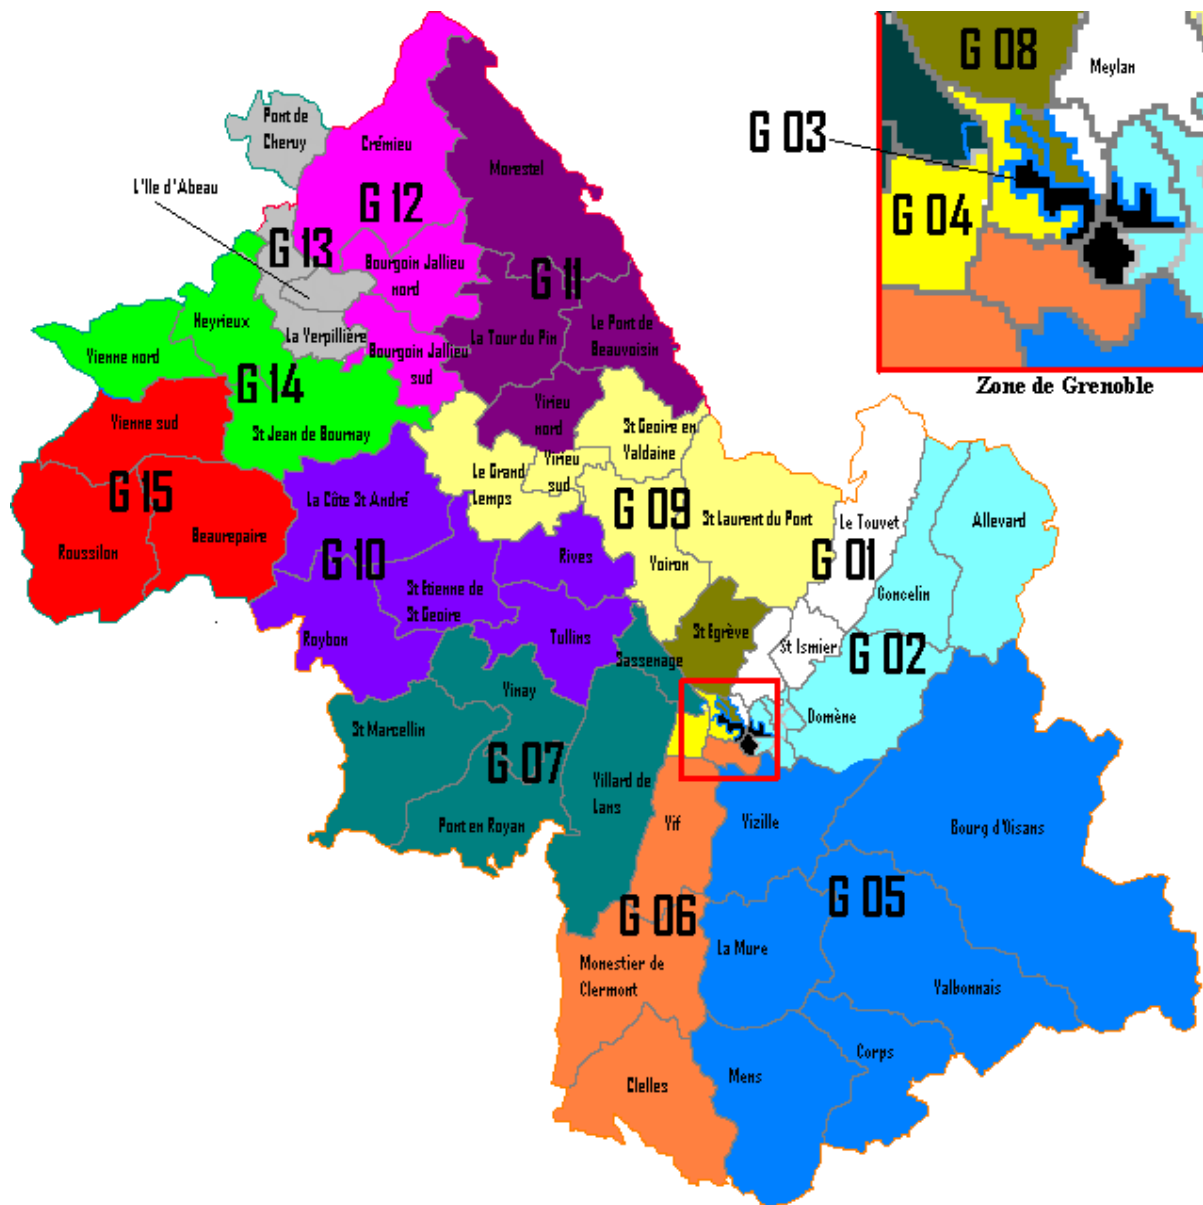 G 08
Meylan
G 03
G 04
Zone de Grenoble
Pont de
Cheruy
Crémieu
Morestel
L'Ile d'Abeau
G 12
G 13
Bourgoin Jallieu
nord
G 11
Heyrieux
La Verpillière
La Tour du Pin
Le Pont de
Beauvoisin
Vienne nord
Bourgoin Jallieu
sud
G 14
Virieu
nord
Vienne sud
St Jean de Bournay
St Geoire en
Valdaine
Le Grand
Lemps
Virieu
sud
G 15
La Côte St André
G 09
St Laurent du Pont
Le Touvet
Allevard
Roussilon
Beaurepaire
G 10
Rives
Voiron
G 01
St Etienne de
St Geoire
Goncelin
Roybon
Tullins
St Egrève
St Ismier
G 02
Sassenage
Vinay
Domène
St Marcellin
G 07
Villard de
Lans
Pont en Royan
Vif
Vizille
Bourg d'Oisans
G 05
G 06
La Mure
Monestier de
Clermont
Valbonnais
Corps
Clelles
Mens